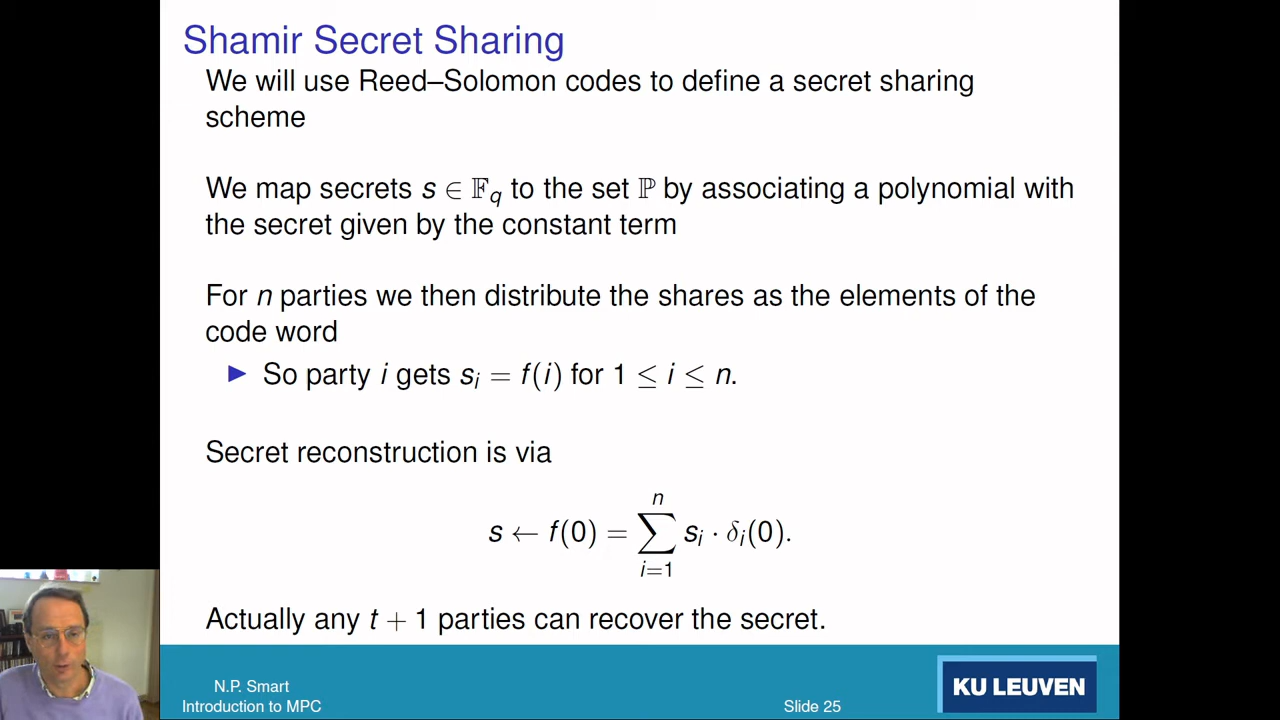 Shamir Secret Sharing
We will use Reed–Solomon codes to define a secret sharing
scheme
We map secrets s ∈ 𝔽_q to the set ℙ by associating a polynomial with
the secret given by the constant term
For n parties we then distribute the shares as the elements of the
code word
▶ So party i gets s_i = f(i) for 1 ≤ i ≤ n.
Secret reconstruction is via
s ← f(0) = ∑_{i=1}^{n} s_i · δ_i(0).
Actually any t + 1 parties can recover the secret.
N.P. Smart
Introduction to MPC
Slide 25
KU LEUVEN